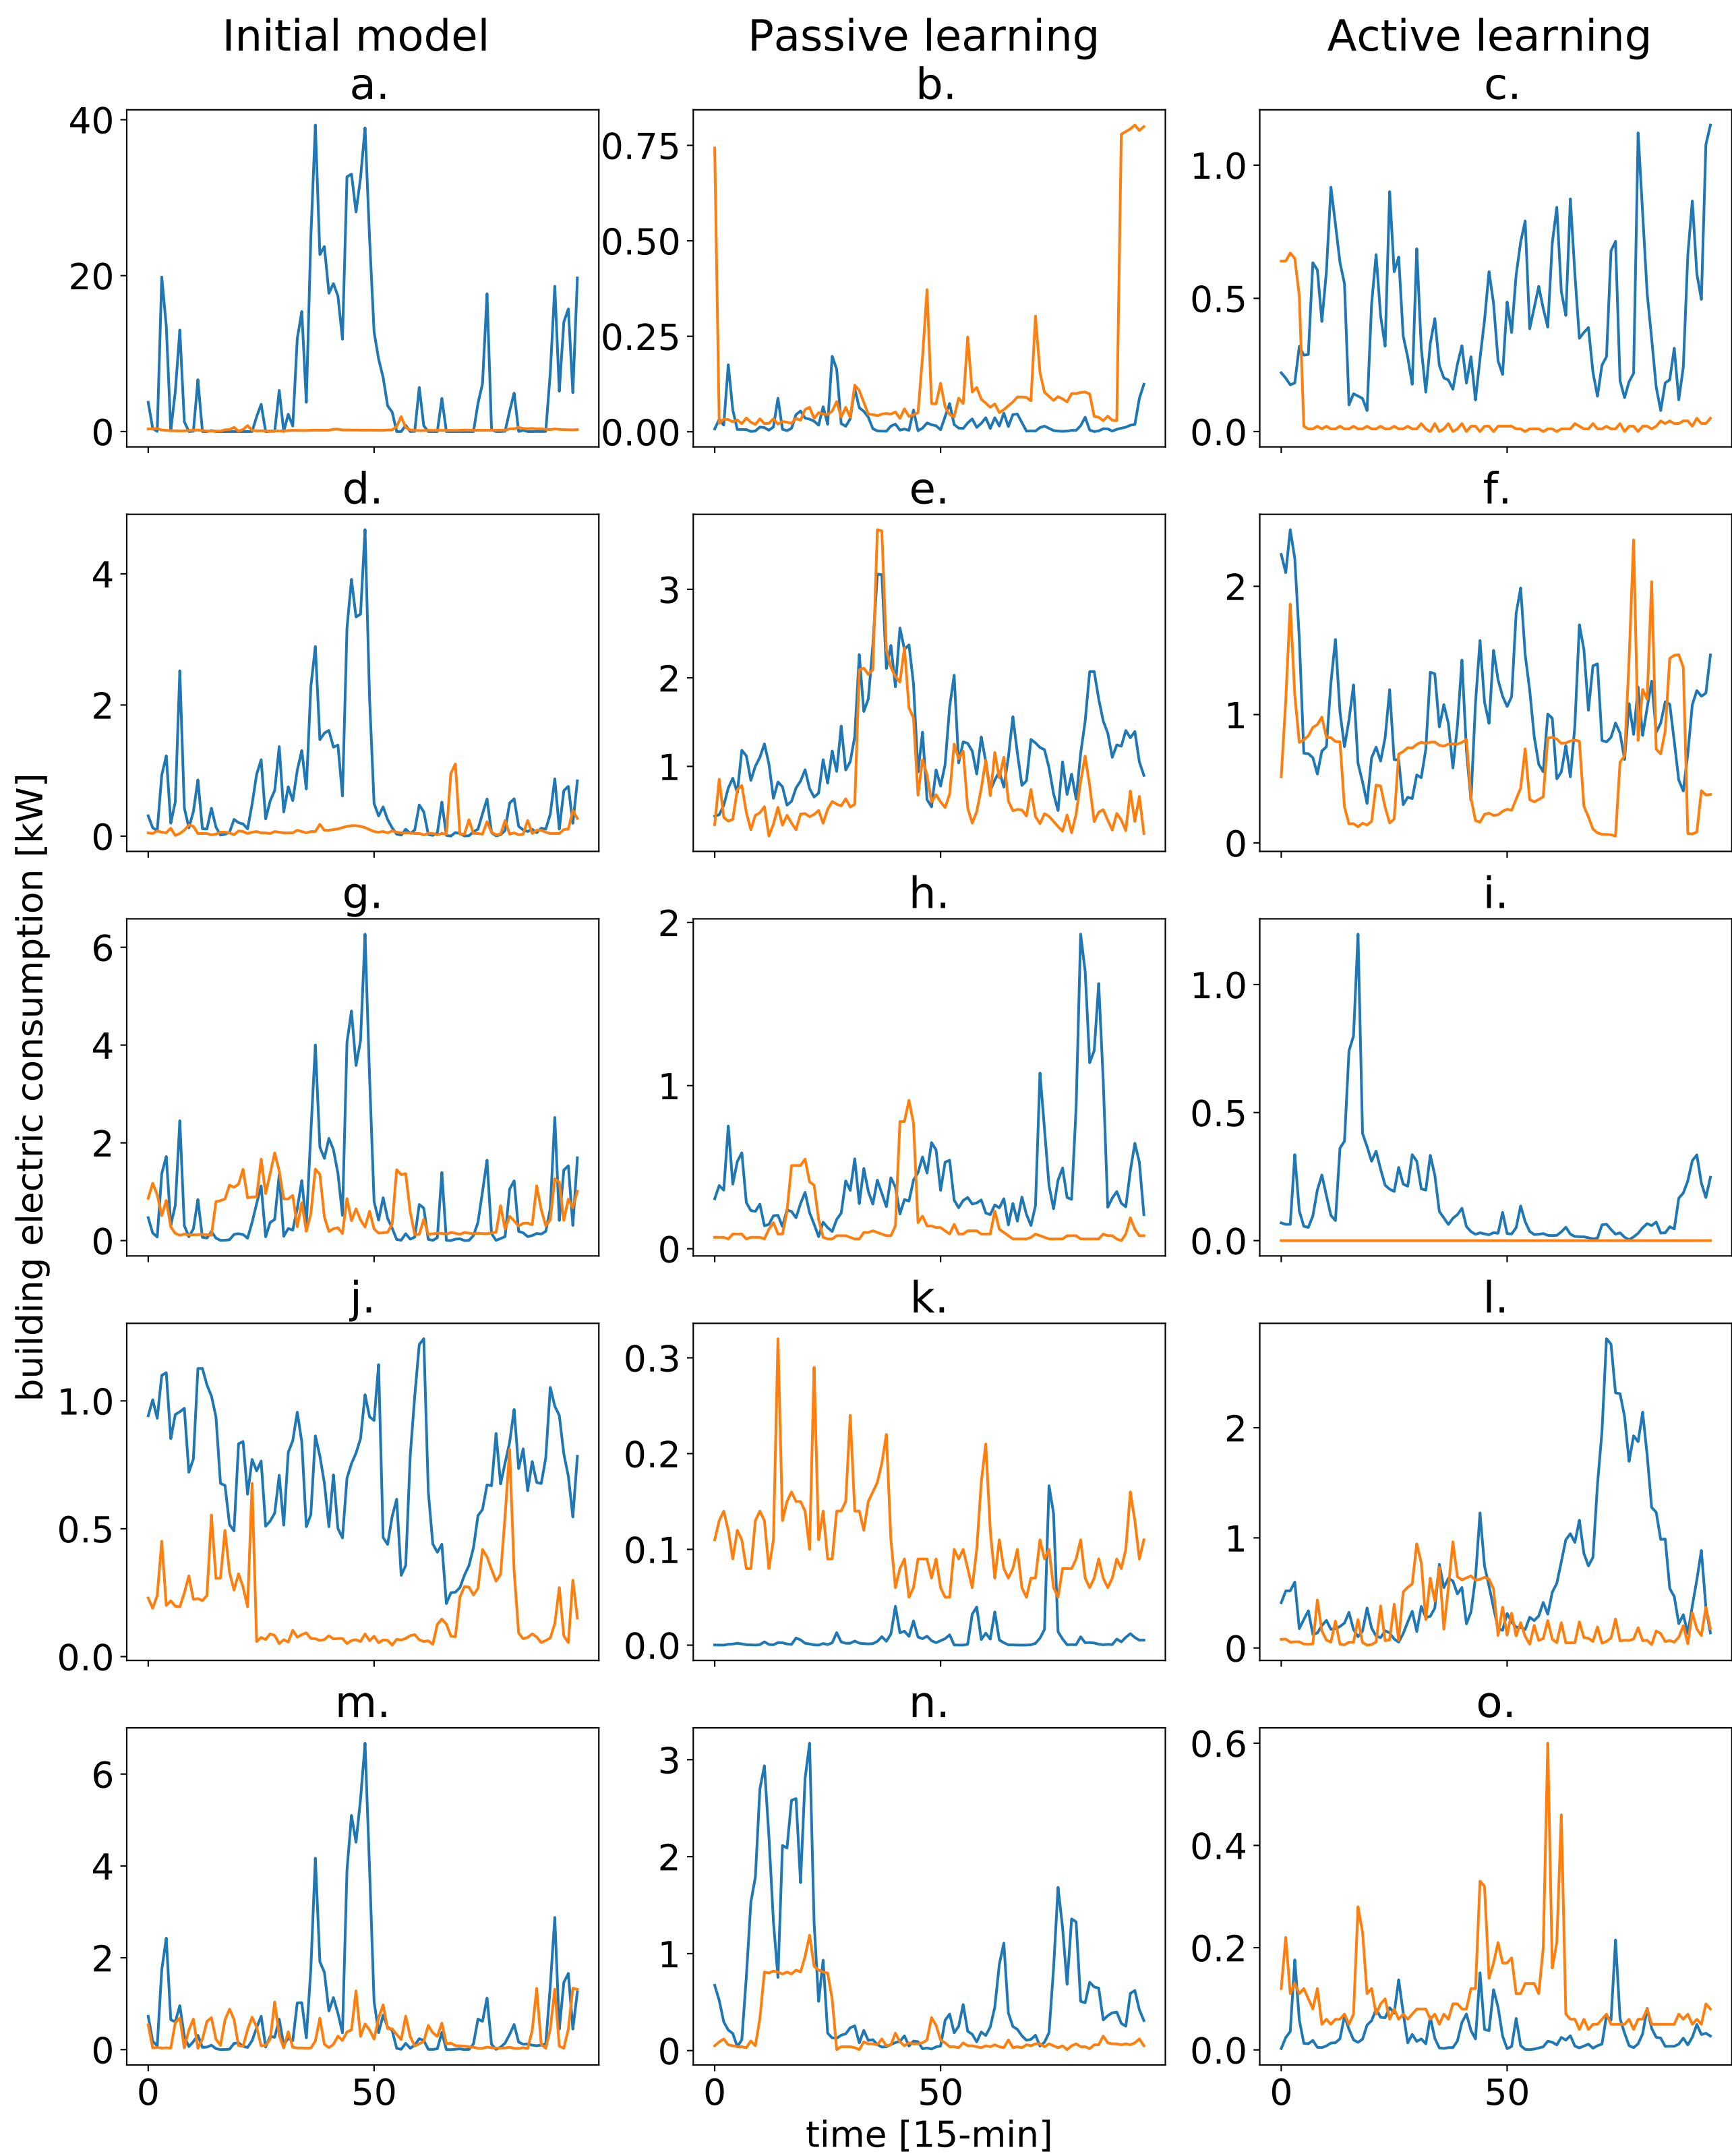 Initial model
Passive learning
Active learning
a.
b.
c.
40
20
0
0.75
0.50
0.25
0.00
1.0
0.5
0.0
d.
e.
f.
4
2
0
3
2
1
2
1
0
g.
h.
i.
6
4
2
0
2
1
0
1.0
0.5
0.0
building electric consumption [kW]
j.
k.
l.
1.0
0.5
0.0
0.3
0.2
0.1
0.0
2
1
0
m.
n.
o.
6
4
2
0
3
2
1
0
0.6
0.4
0.2
0.0
0 50
0 50
0 50
time [15-min]